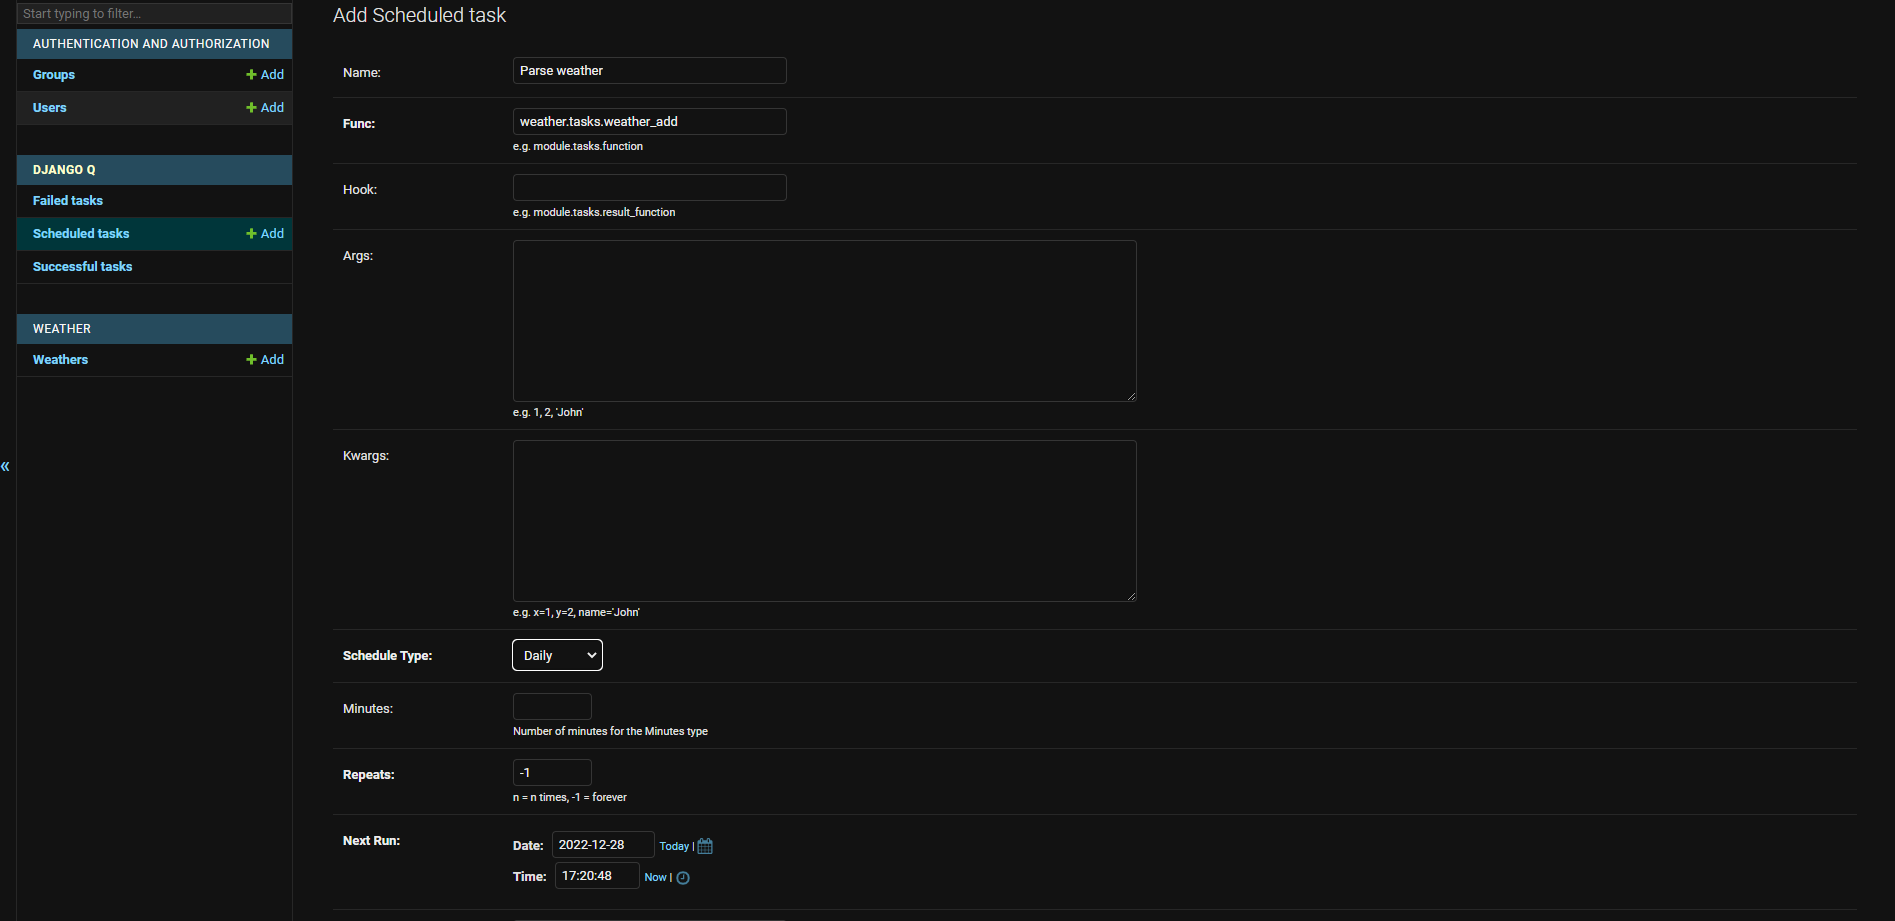 Start typing to filter...
AUTHENTICATION AND AUTHORIZATION
Groups + Add
Users + Add
DJANGO Q
Failed tasks
Scheduled tasks + Add
Successful tasks
WEATHER
Weathers + Add
«
Add Scheduled task
Name: Parse weather
Func: weather.tasks.weather_add
e.g. module.tasks.function
Hook:
e.g. module.tasks.result_function
Args:
e.g. 1, 2, 'John'
Kwargs:
e.g. x=1, y=2, name='John'
Schedule Type: Daily
Minutes:
Number of minutes for the Minutes type
Repeats: -1
n = n times, -1 = forever
Next Run:
Date: 2022-12-28 Today |
Time: 17:20:48 Now |